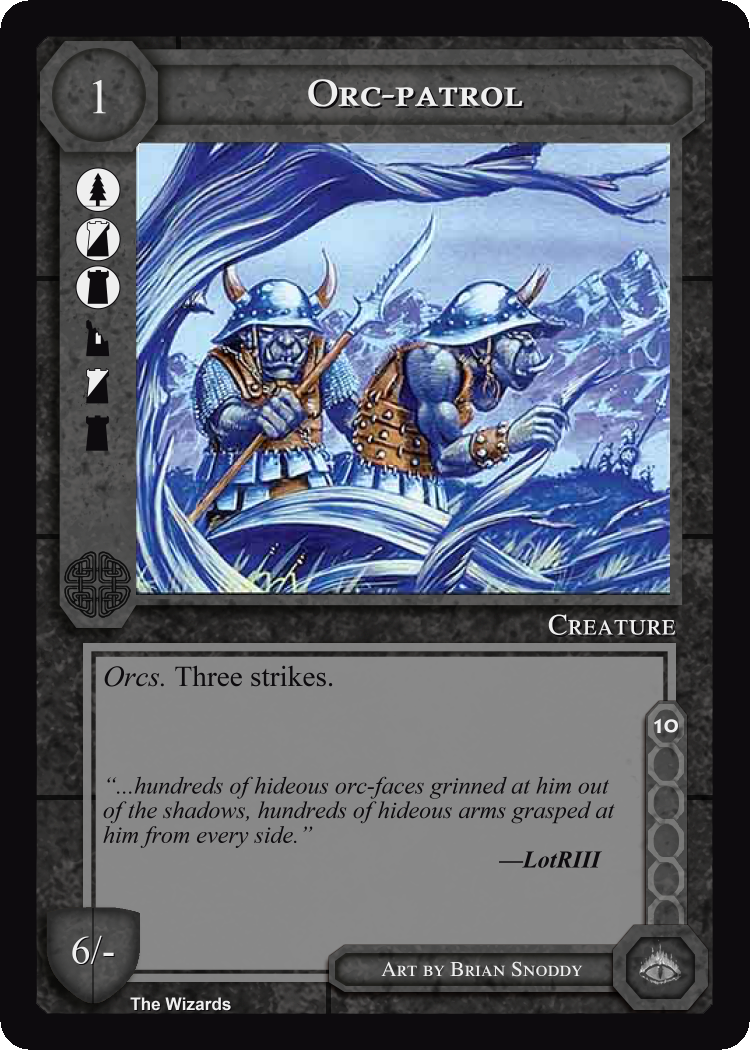 1
Orc-patrol
Creature
Orcs. Three strikes.
10
“...hundreds of hideous orc-faces grinned at him out
of the shadows, hundreds of hideous arms grasped at
him from every side.”
—LotRIII
6/-
Art by Brian Snoddy
The Wizards